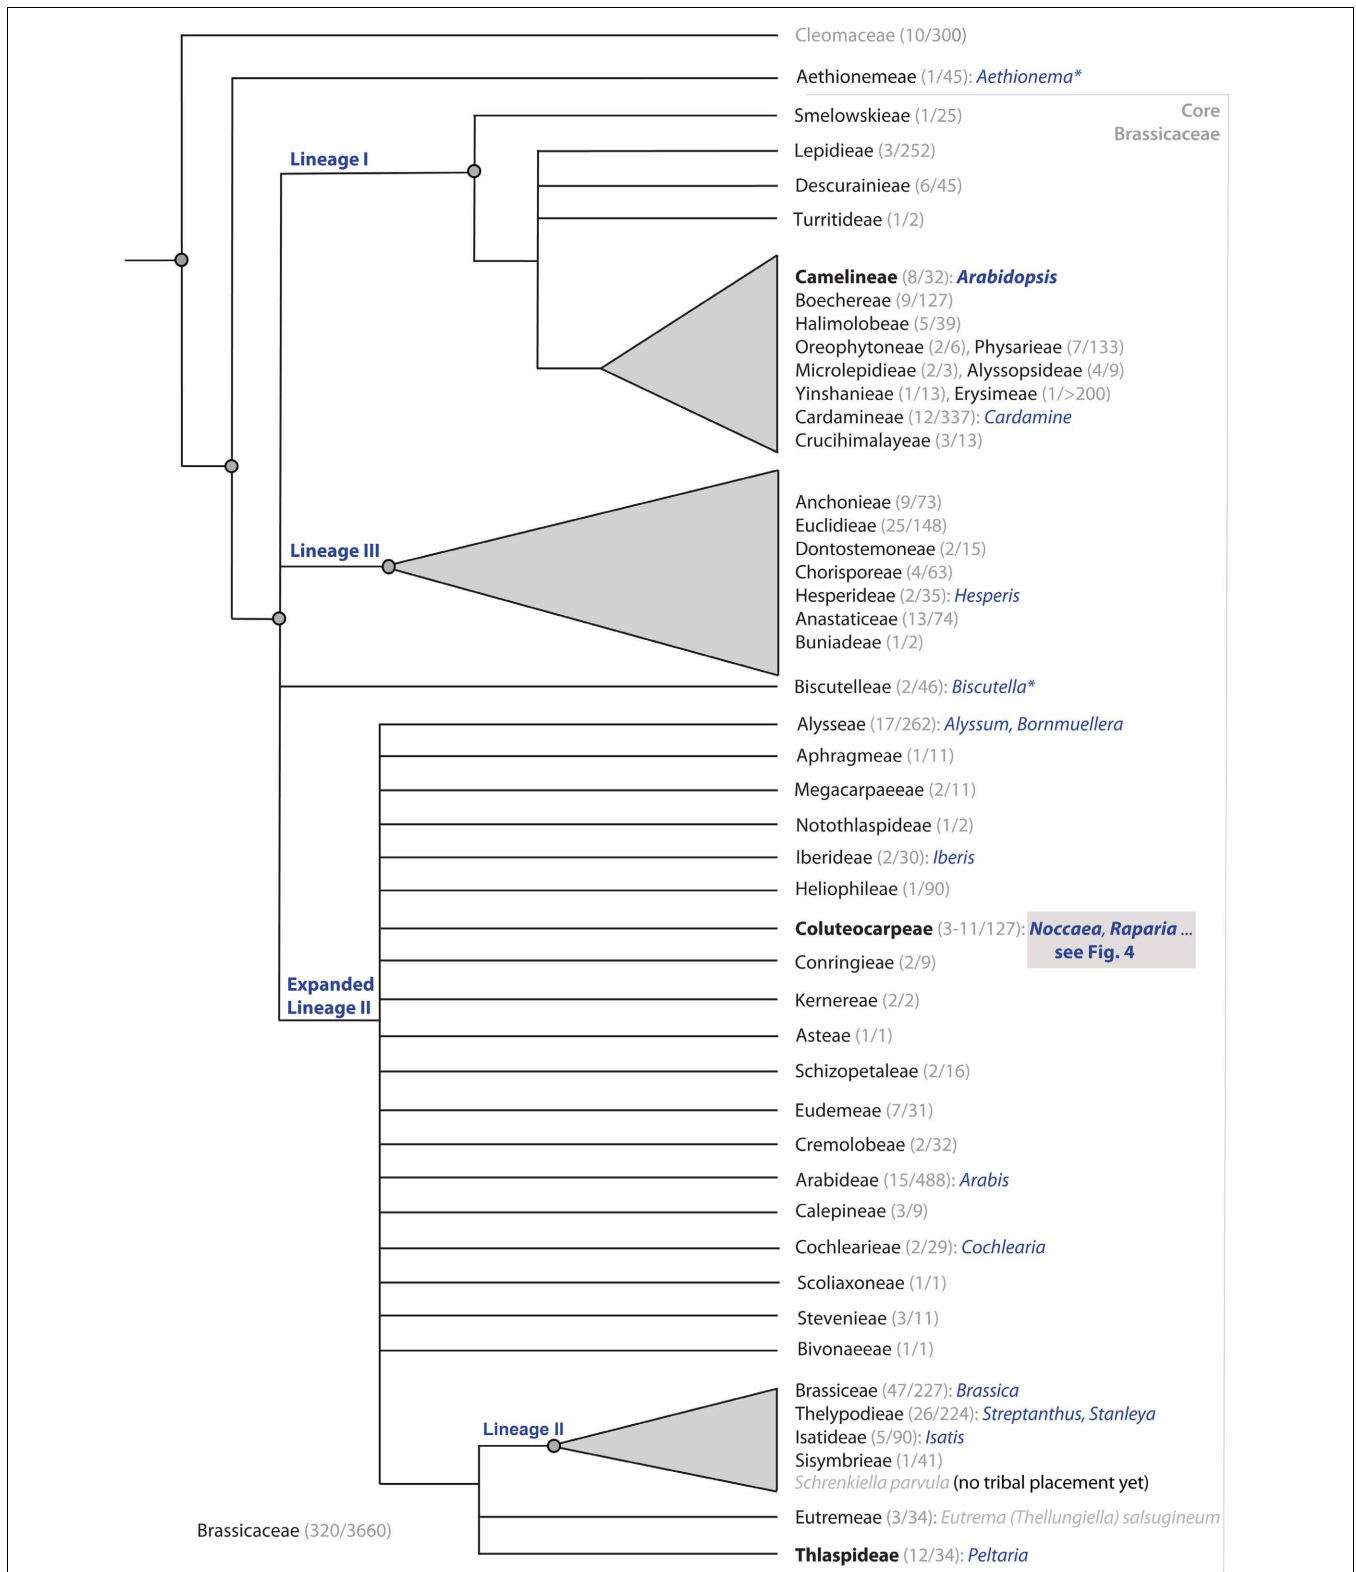 Cleomaceae (10/300)
Aethionemeae (1/45): Aethionema*
Core
Brassicaceae
Smelowskieae (1/25)
Lineage I
Lepidieae (3/252)
Descurainieae (6/45)
Turritideae (1/2)
Camelineae (8/32): Arabidopsis
Boechereae (9/127)
Halimolobeae (5/39)
Oreophytoneae (2/6), Physarieae (7/133)
Microlepidieae (2/3), Alyssopsideae (4/9)
Yinshanieae (1/13), Erysimeae (1/>200)
Cardamineae (12/337): Cardamine
Crucihimalayeae (3/13)
Lineage III
Anchonieae (9/73)
Euclidieae (25/148)
Dontostemoneae (2/15)
Chorisporeae (4/63)
Hesperideae (2/35): Hesperis
Anastaticeae (13/74)
Buniadeae (1/2)
Biscutelleae (2/46): Biscutella*
Alysseae (17/262): Alyssum, Bornmuellera
Aphragmeae (1/11)
Megacarpaeeae (2/11)
Notothlaspideae (1/2)
Iberideae (2/30): Iberis
Heliophileae (1/90)
Coluteocarpeae (3-11/127): Noccaea, Raparia ...
see Fig. 4
Conringieae (2/9)
Expanded
Lineage II
Kernereae (2/2)
Asteae (1/1)
Schizopetaleae (2/16)
Eudemeae (7/31)
Cremolobeae (2/32)
Arabideae (15/488): Arabis
Calepineae (3/9)
Cochlearieae (2/29): Cochlearia
Scoliaxoneae (1/1)
Stevenieae (3/11)
Bivonaeeae (1/1)
Lineage II
Brassiceae (47/227): Brassica
Thelypodieae (26/224): Streptanthus, Stanleya
Isatideae (5/90): Isatis
Sisymbrieae (1/41)
Schrenkiella parvula (no tribal placement yet)
Eutremeae (3/34): Eutrema (Thellungiella) salsugineum
Brassicaceae (320/3660)
Thlaspideae (12/34): Peltaria